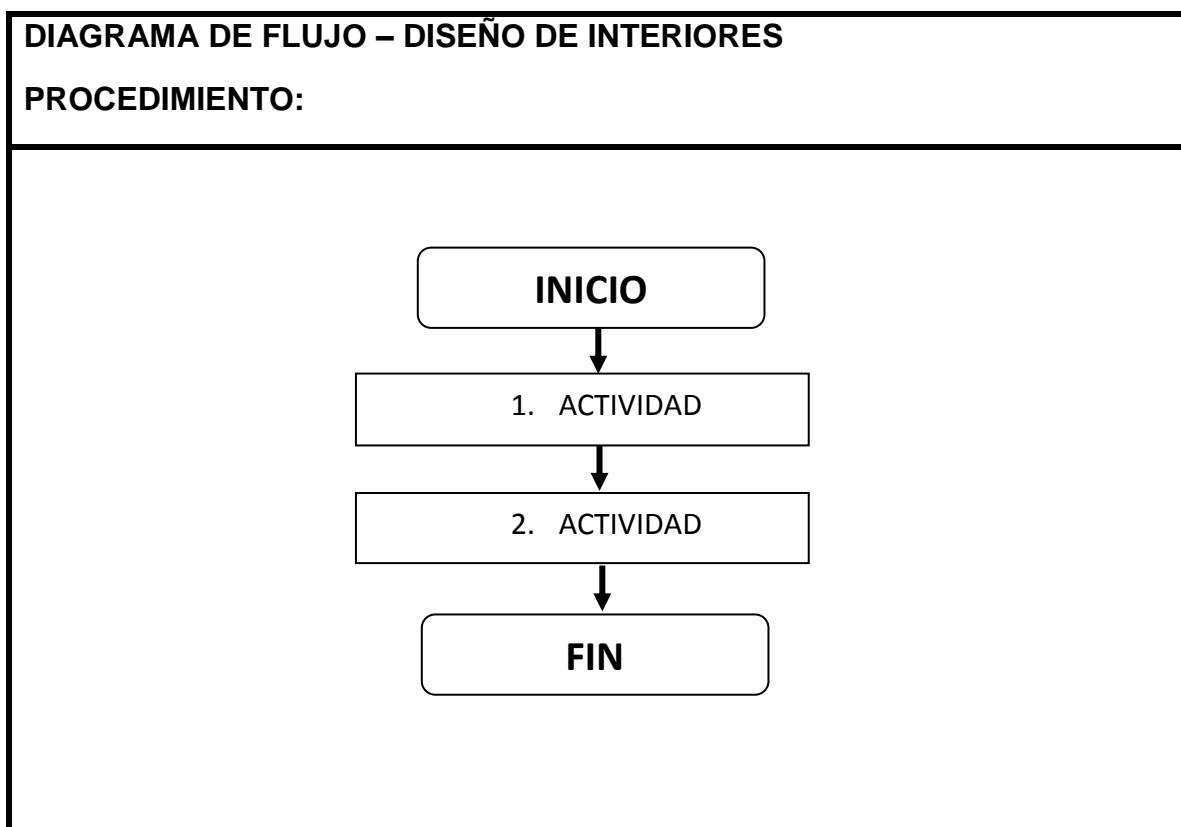 DIAGRAMA DE FLUJO – DISEÑO DE INTERIORES
PROCEDIMIENTO:
INICIO
1. ACTIVIDAD
2. ACTIVIDAD
FIN